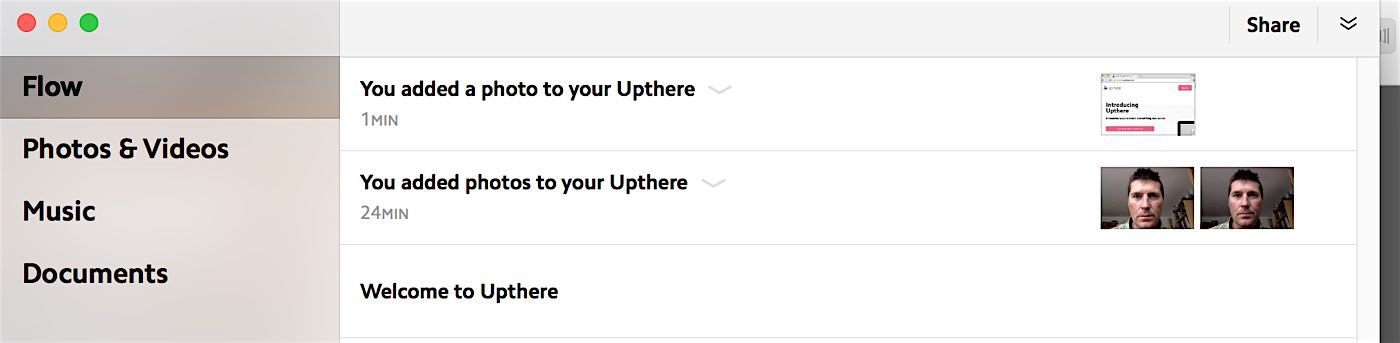 Share
Flow
Photos & Videos
Music
Documents
You added a photo to your Upthere
1MIN
Introducing
Upthere
You added photos to your Upthere
24MIN
Welcome to Upthere